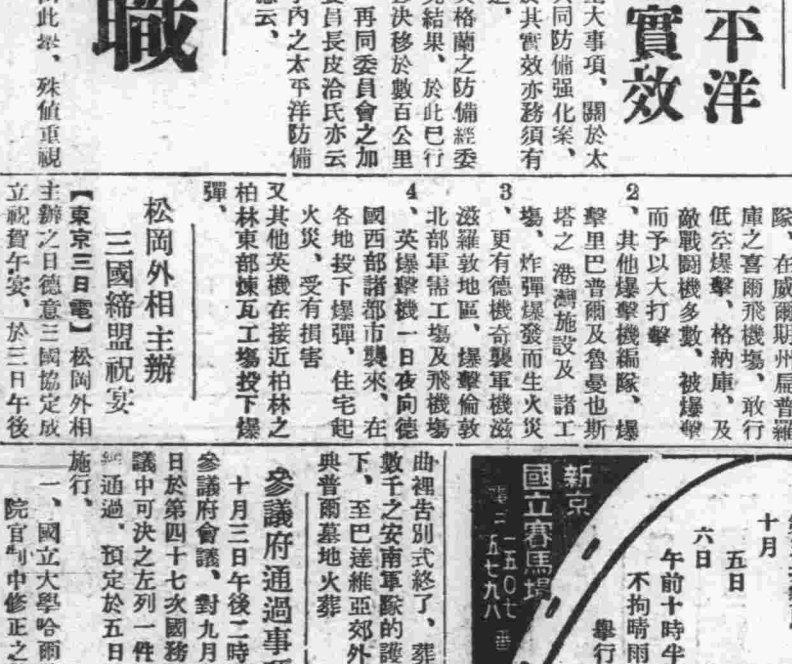 平洋
實效
大事項、關於太
共同防備强化案、
其實效亦務須有
英格蘭之防備經委
結果、於此已行
決移於數百公里
再同委員會之加
員長皮洽氏亦云
內之太平洋防備
云、
職
此舉、殊値重視
隊、在威爾期州扁普羅
庫之喜爾飛機塲、敢行
低空爆擊、格納庫、及
敵戰鬪機多數、被爆擊
而予以大打擊
2、其他爆擊機編隊、爆
擊里巴普爾及魯曼也斯
塔之港灣施設及諸工
塲、炸彈爆發而生火災
3、更有德機奇襲軍機滋
滋羅敦地區、爆擊倫敦
北部軍需工塲及飛機塲
4、英爆擊機一日夜向德
國西部諸都市襲來、在
各地投下爆彈、住宅起
火災、受有損害
又其他英機在接近柏林之
柏林東部煉瓦工塲投下爆
彈、
松岡外相主辦
三國締盟祝宴
【東京三日電】松岡外相
主辦之日德意三國協定成
立祝賀午宴、於三日午後
十月
五日
六日
午前十時半
不拘晴雨
舉行
新京
國立賽馬場
二五〇七
二五七九八番
曲裡告別式終了、葬
數千之安南軍隊的護
下、至巴達維亞郊外
典普爾墓地火葬
參議府通過事
十月三日午後二時
參議府會議、對九月
日於第四十七次國務
議中可決之左列一件
通過、預定於五日
施行、
一、國立大學哈爾
院官制中修正之